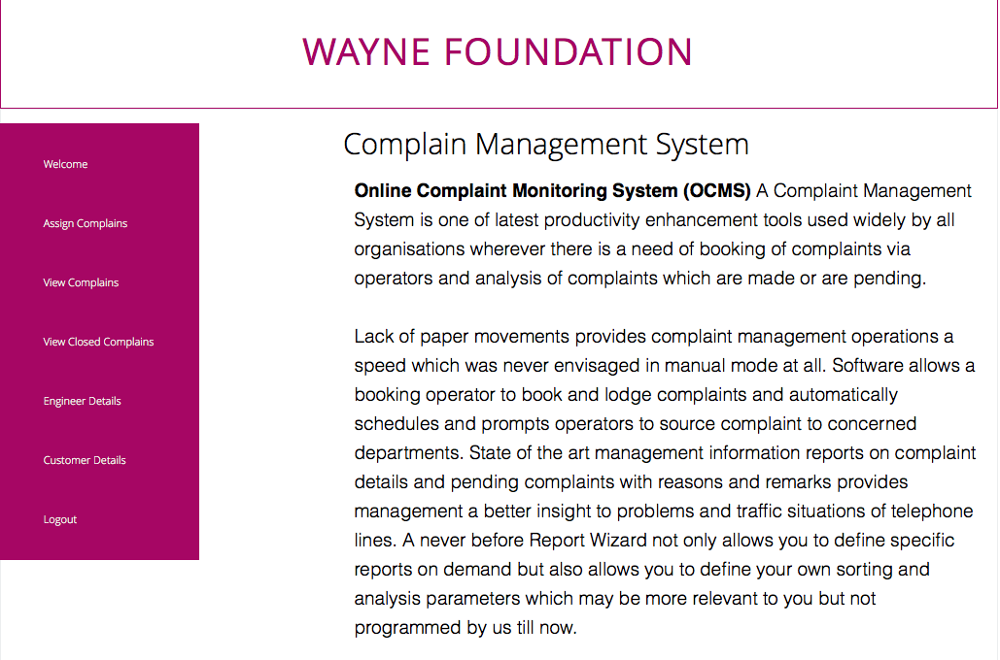 WAYNE FOUNDATION
Welcome
Assign Complains
View Complains
View Closed Complains
Engineer Details
Customer Details
Logout
Complain Management System
Online Complaint Monitoring System (OCMS) A Complaint Management
System is one of latest productivity enhancement tools used widely by all
organisations wherever there is a need of booking of complaints via
operators and analysis of complaints which are made or are pending.
Lack of paper movements provides complaint management operations a
speed which was never envisaged in manual mode at all. Software allows a
booking operator to book and lodge complaints and automatically
schedules and prompts operators to source complaint to concerned
departments. State of the art management information reports on complaint
details and pending complaints with reasons and remarks provides
management a better insight to problems and traffic situations of telephone
lines. A never before Report Wizard not only allows you to define specific
reports on demand but also allows you to define your own sorting and
analysis parameters which may be more relevant to you but not
programmed by us till now.